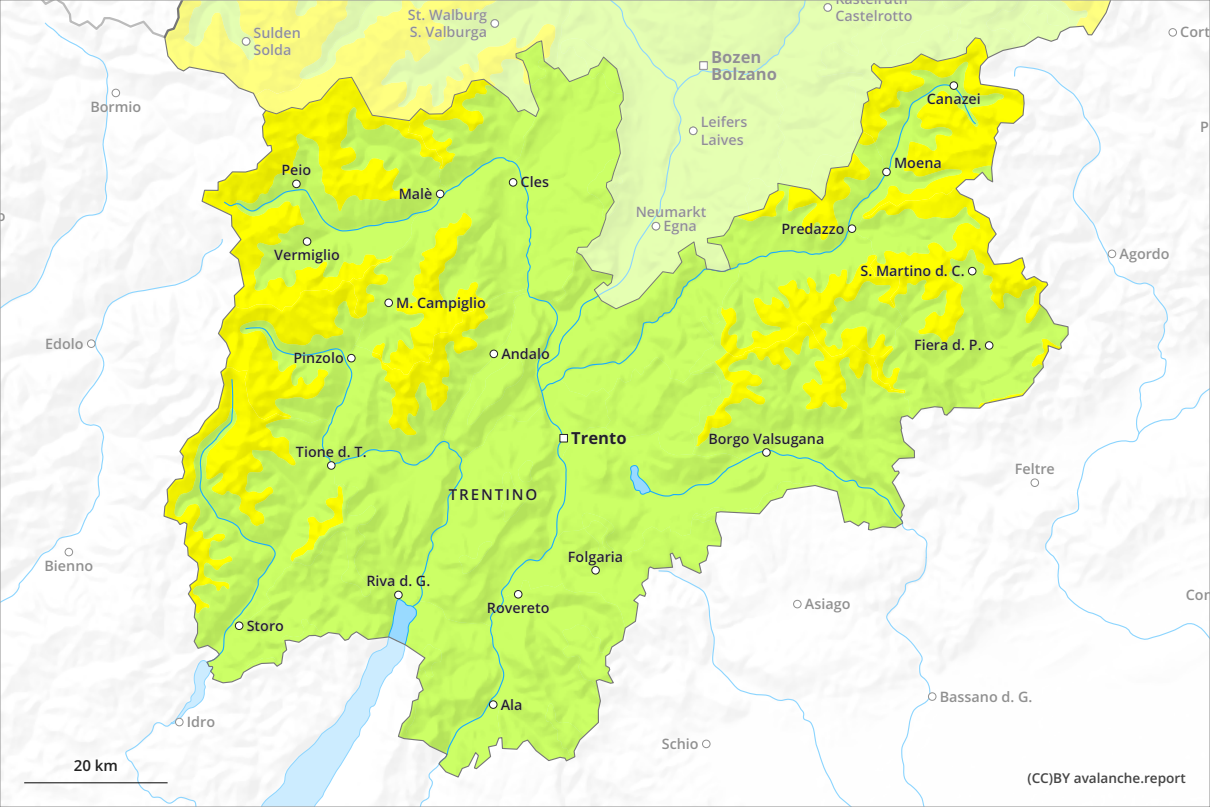 Kastelruth
Castelrotto
St. Walburg
S. Valburga
Sulden
Solda
Cort
Bozen
Bolzano
Bormio
Canazei
Leifers
Laives
P
Moena
Peio
Malè
Cles
Neumarkt
Egna
Predazzo
Vermiglio
Agordo
S. Martino d. C.
M. Campiglio
Edolo
Pinzolo
Andalo
Fiera d. P.
Trento
Borgo Valsugana
Tione d. T.
Feltre
TRENTINO
Bienno
Folgaria
Riva d. G.
Rovereto
Asiago
Cor
Storo
Bassano d. G.
Ala
Idro
Schio
20 km
(CC)BY avalanche.report